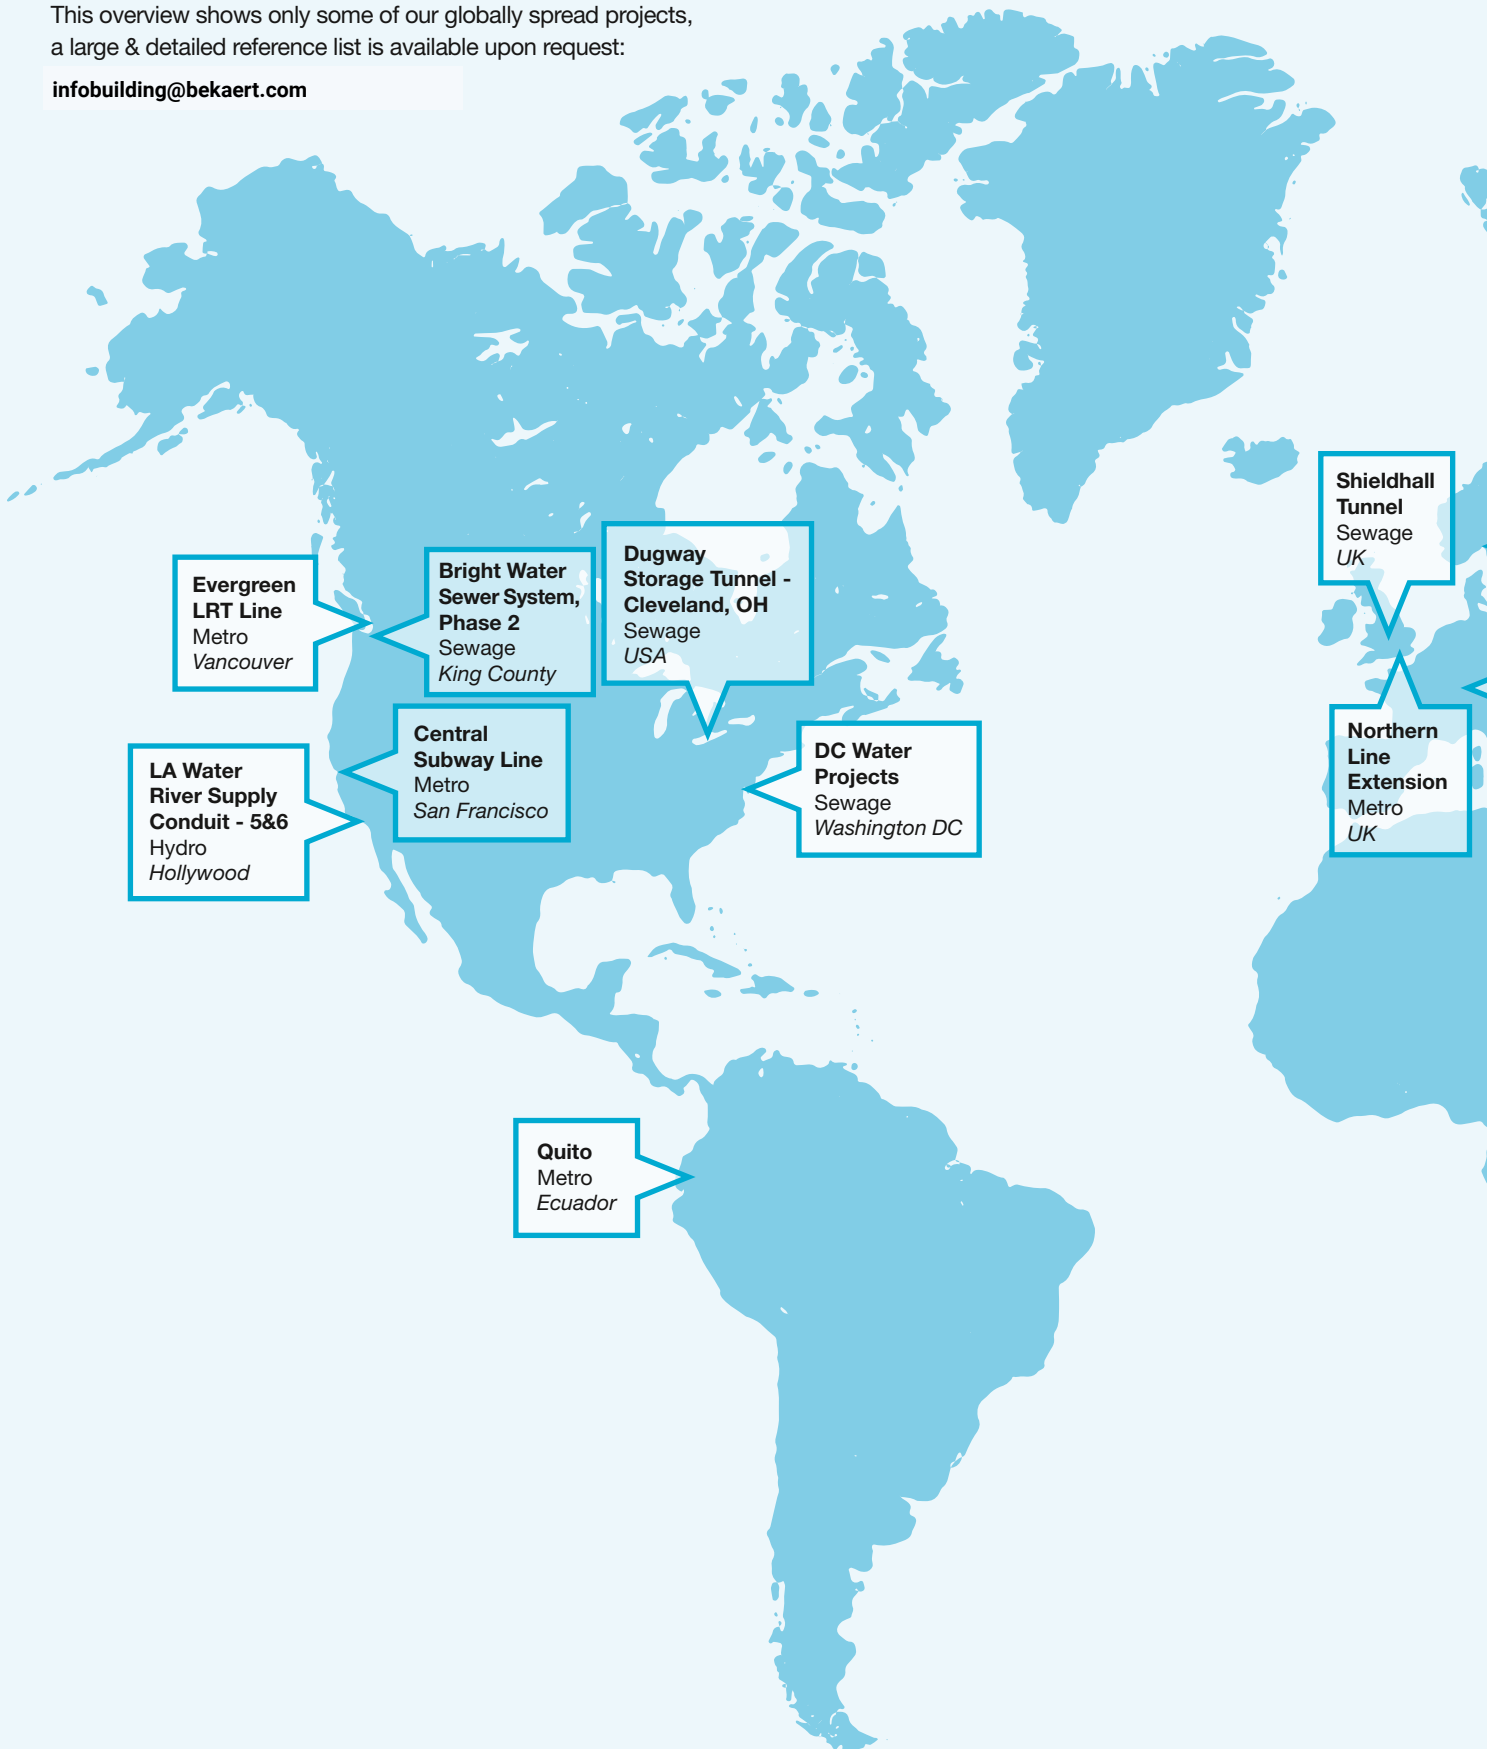 This overview shows only some of our globally spread projects,
a large & detailed reference list is available upon request:
infobuilding@bekaert.com
Shieldhall
Tunnel
Sewage
UK
Evergreen
LRT Line
Metro
Vancouver
Bright Water
Sewer System,
Phase 2
Sewage
King County
Dugway
Storage Tunnel -
Cleveland, OH
Sewage
USA
LA Water
River Supply
Conduit - 5&6
Hydro
Hollywood
Central
Subway Line
Metro
San Francisco
DC Water
Projects
Sewage
Washington DC
Northern
Line
Extension
Metro
UK
Quito
Metro
Ecuador